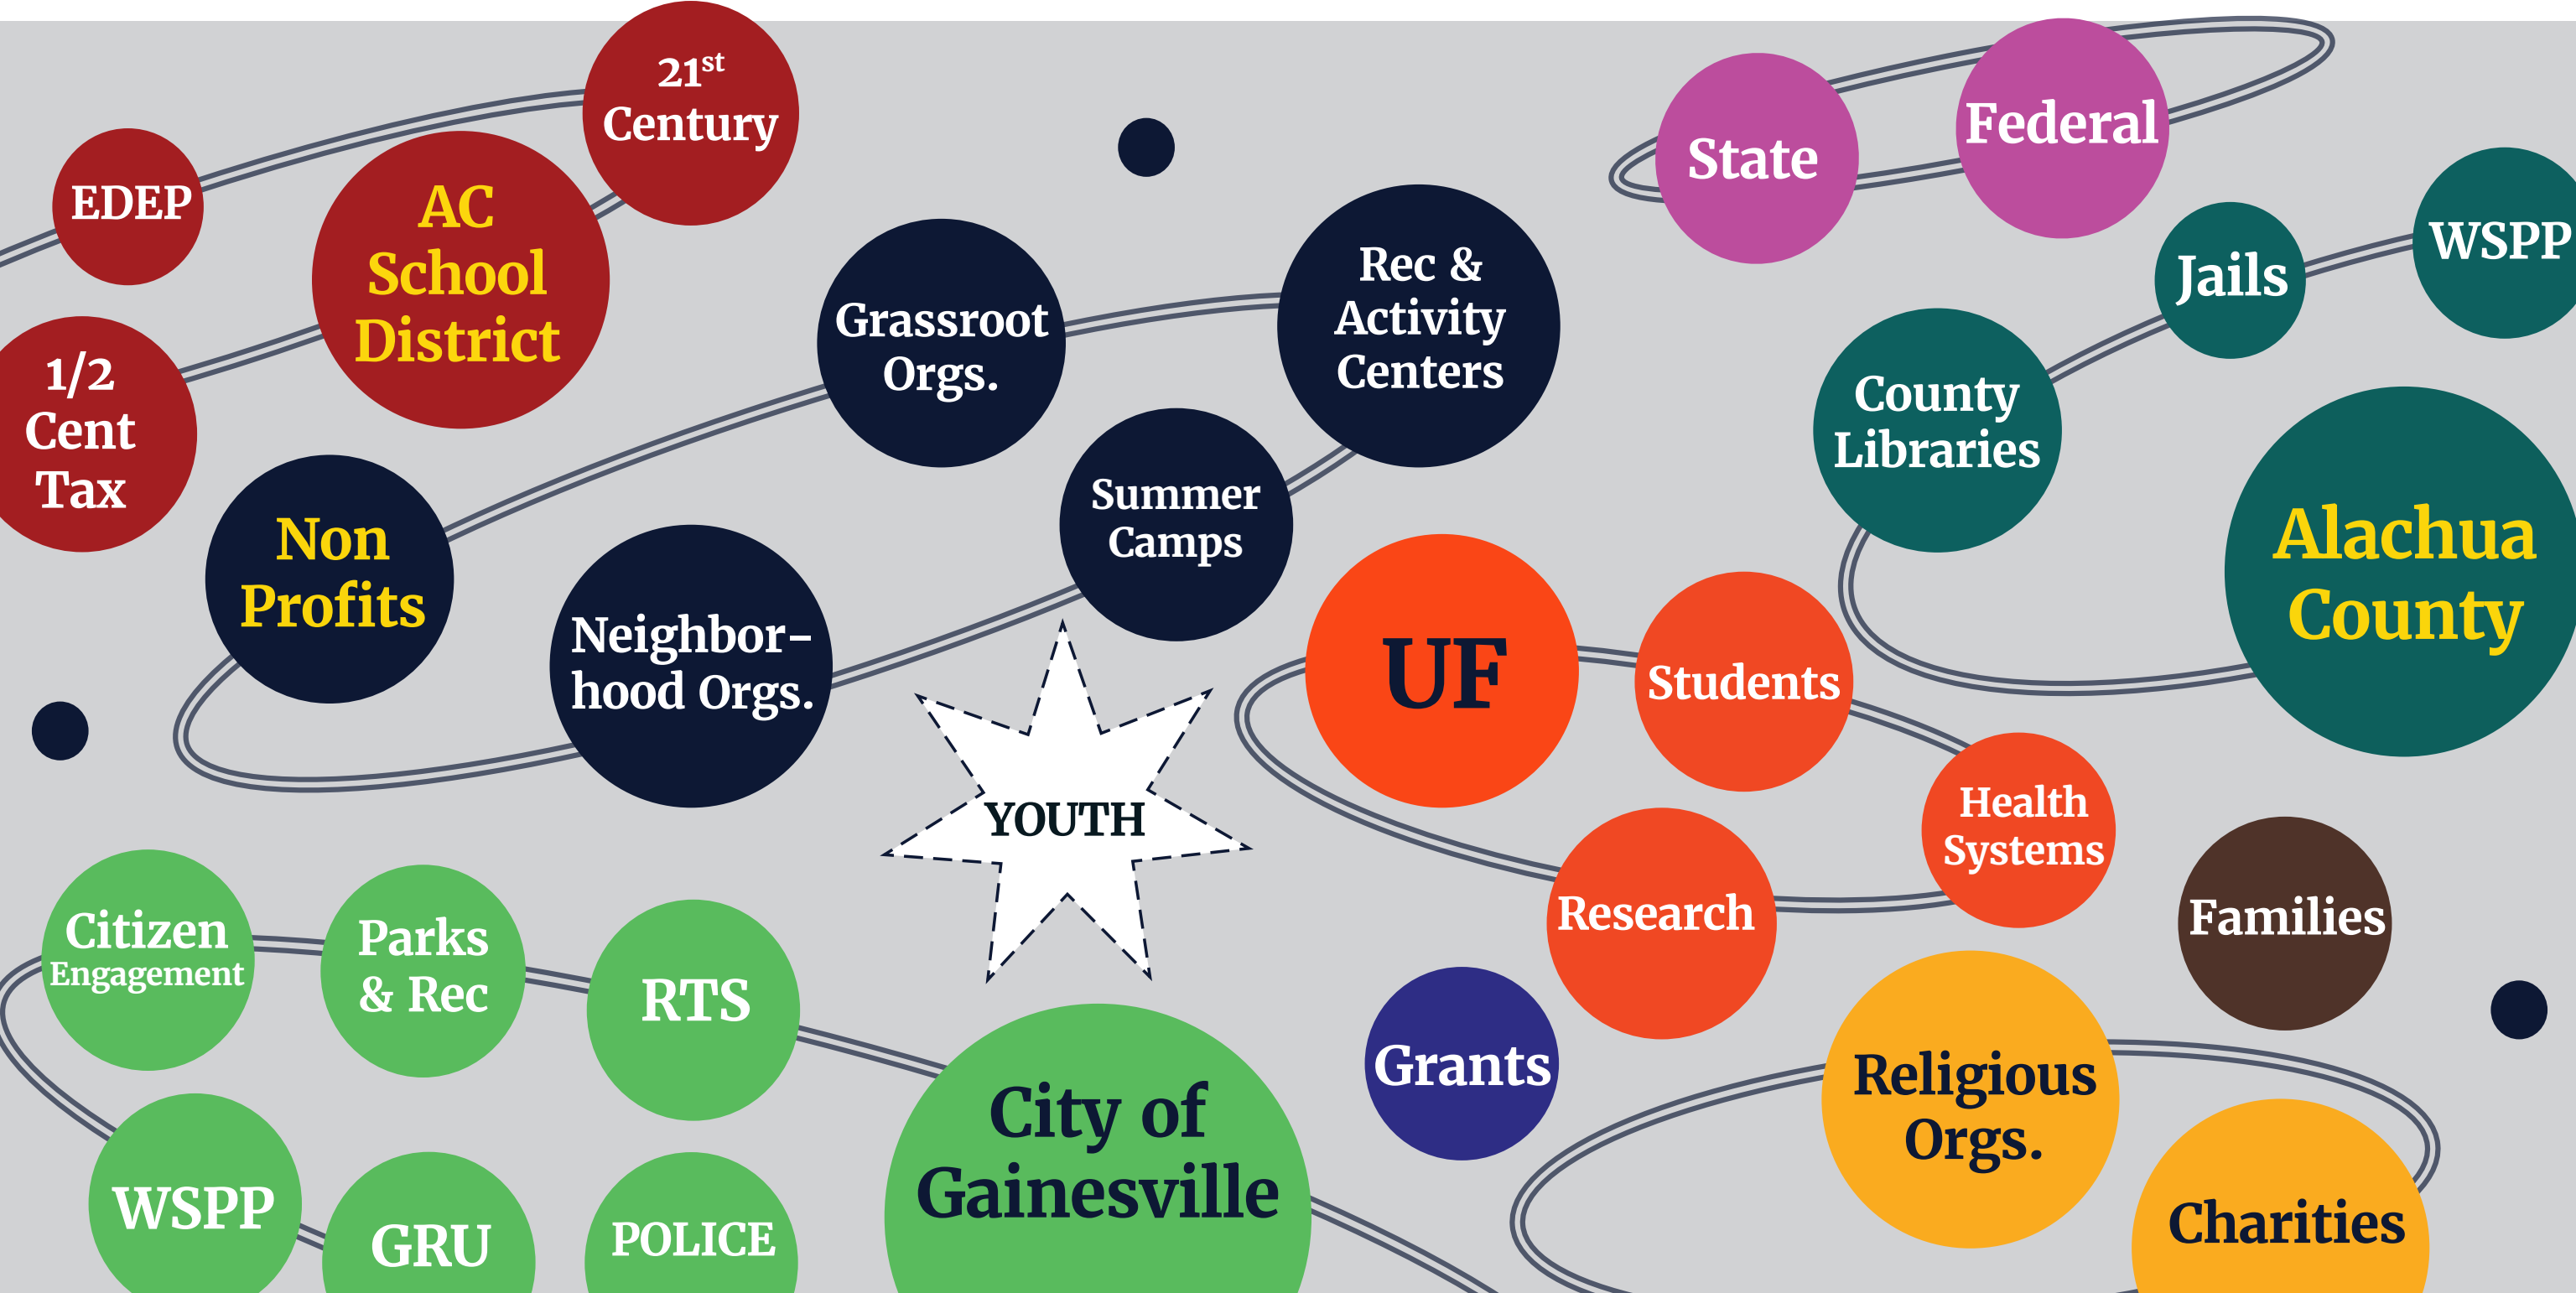 21st
Century
EDEP
AC
School
District
1/2
Cent
Tax
State
Federal
Jails
WSPP
County
Libraries
Alachua
County
Grassroot
Orgs.
Rec &
Activity
Centers
Summer
Camps
Non
Profits
Neighbor-
hood Orgs.
YOUTH
UF
Students
Health
Systems
Research
Families
Grants
Religious
Orgs.
Charities
Citizen
Engagement
Parks
& Rec
RTS
City of
Gainesville
WSPP
GRU
POLICE